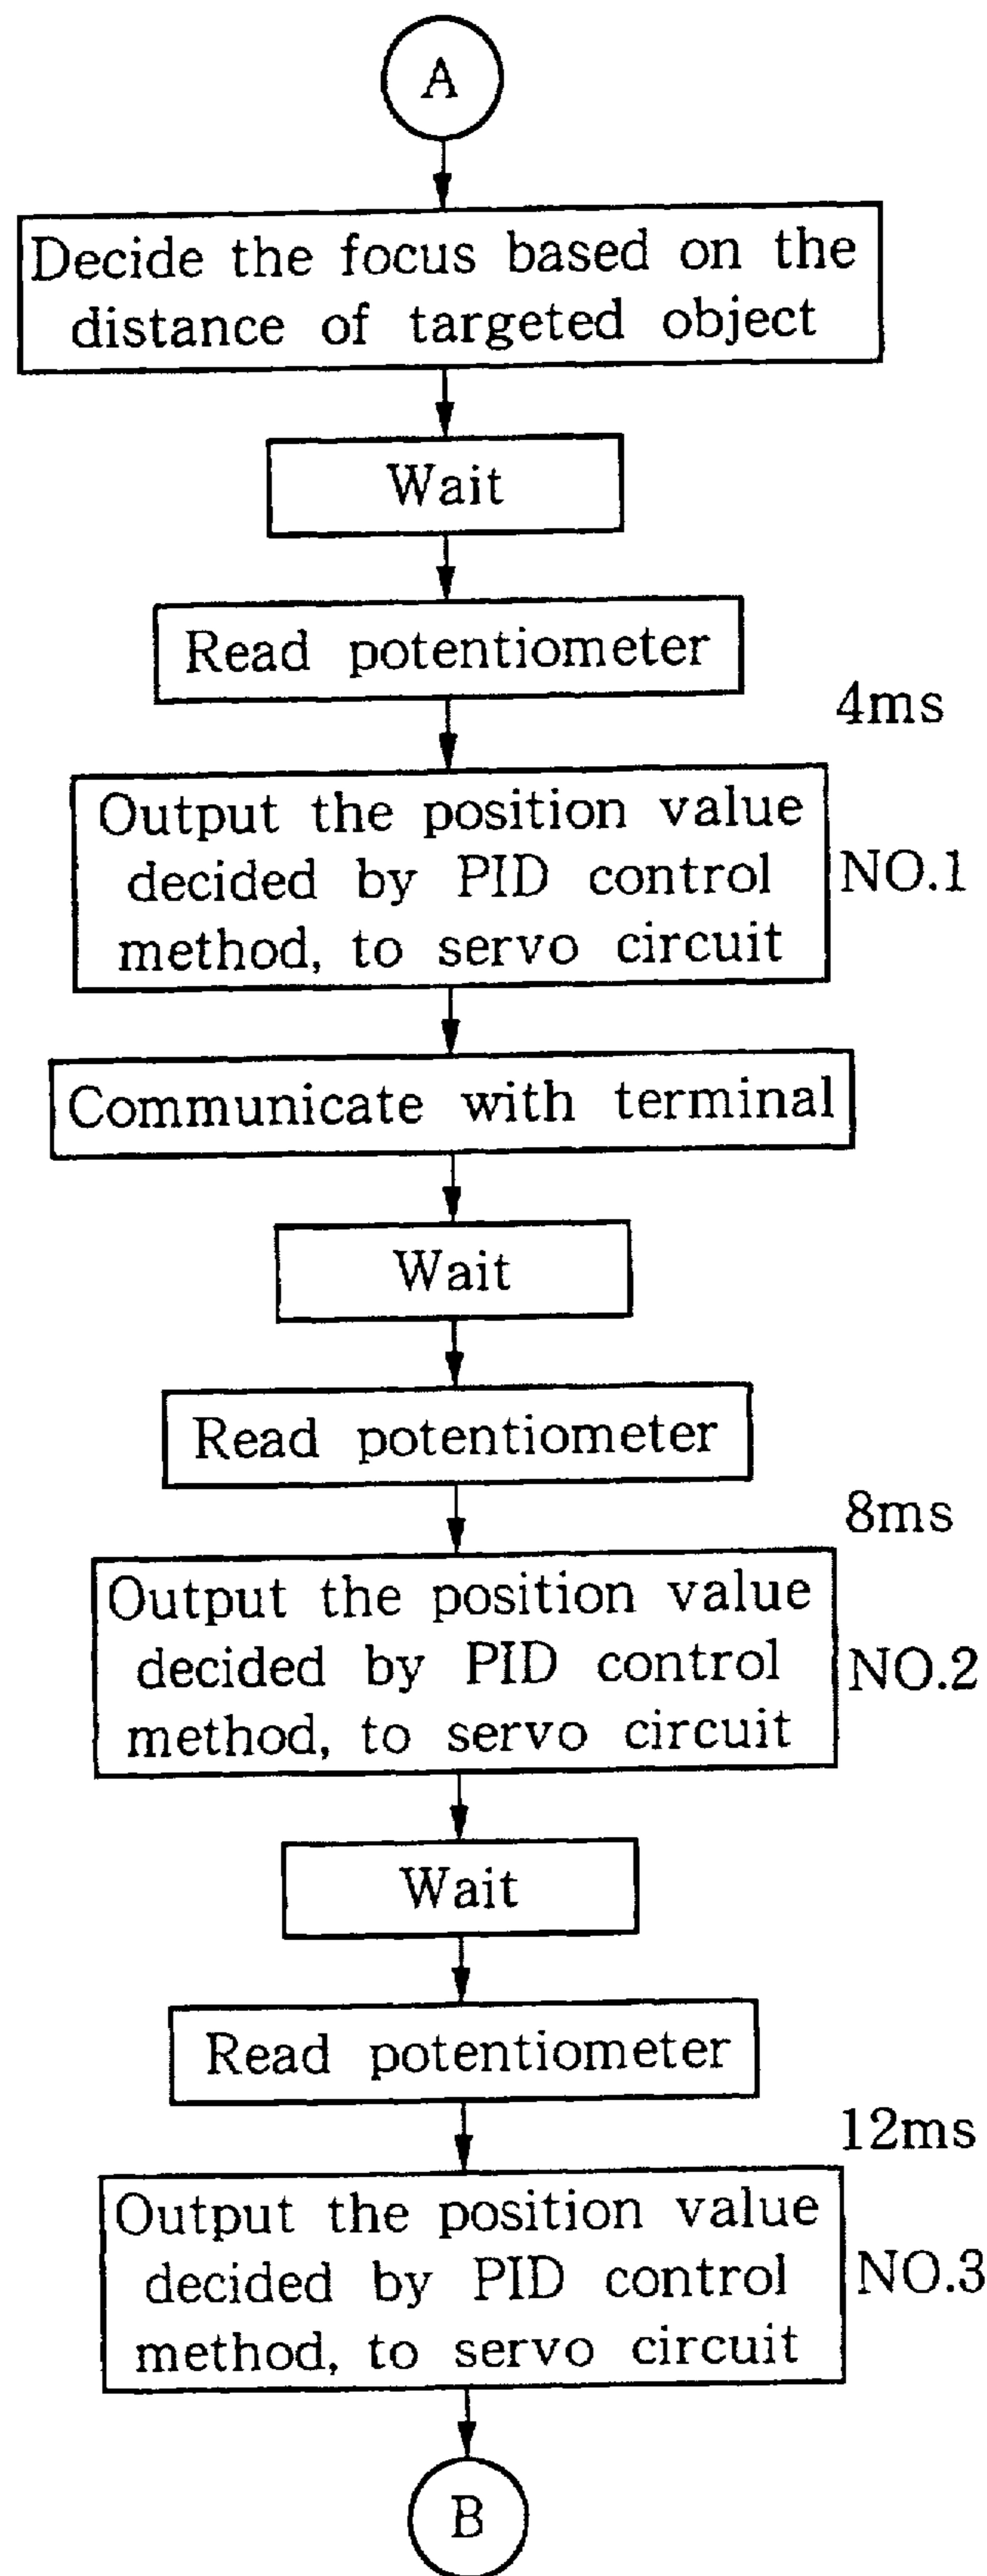 A
Decide the focus based on the
distance of targeted object
Wait
Read potentiometer
4ms
Output the position value
decided by PID control
method, to servo circuit
NO.1
Communicate with terminal
Wait
Read potentiometer
8ms
Output the position value
decided by PID control
method, to servo circuit
NO.2
Wait
Read potentiometer
12ms
Output the position value
decided by PID control
method, to servo circuit
NO.3
B